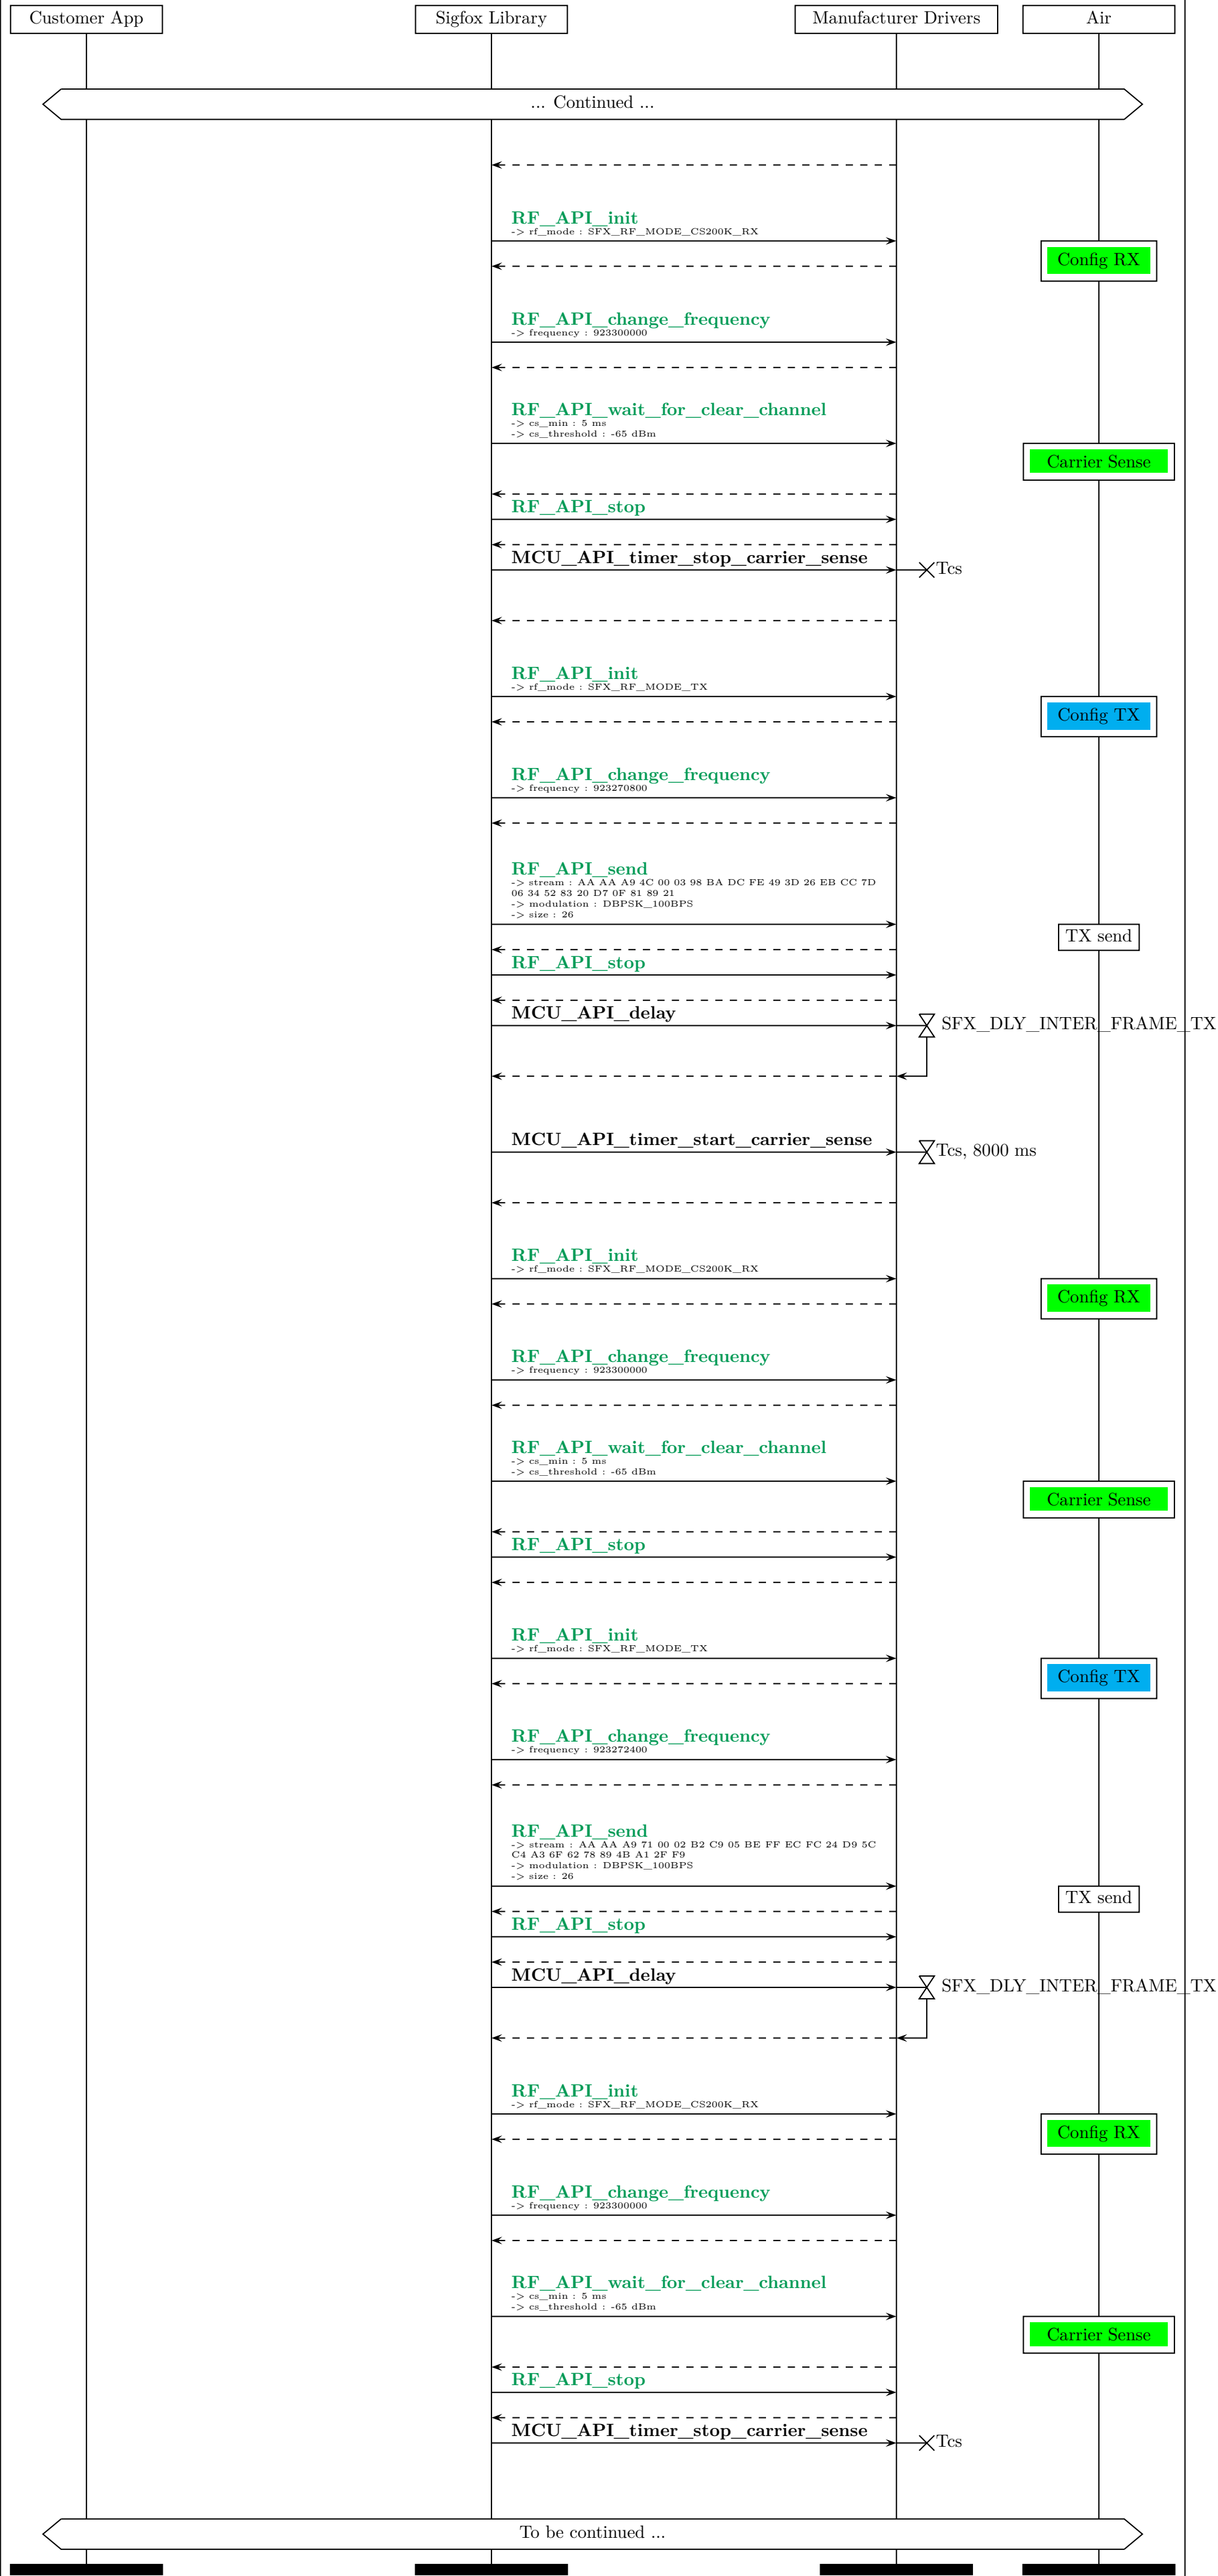 Customer App
Sigfox Library
Manufacturer Drivers
Air
... Continued ...
RF_API_init
-> rf_mode : SFX_RF_MODE_CS200K_RX
Config RX
RF_API_change_frequency
-> frequency : 923300000
RF_API_wait_for_clear_channel
-> cs_min : 5 ms
-> cs_threshold : -65 dBm
Carrier Sense
RF_API_stop
MCU_API_timer_stop_carrier_sense
Tcs
RF_API_init
-> rf_mode : SFX_RF_MODE_TX
Config TX
RF_API_change_frequency
-> frequency : 923270800
RF_API_send
-> stream : AA AA A9 4C 00 03 98 BA DC FE 49 3D 26 EB CC 7D
06 34 52 83 20 D7 0F 81 89 21
-> modulation : DBPSK_100BPS
-> size : 26
TX send
RF_API_stop
MCU_API_delay
SFX_DLY_INTER_FRAME_TX
MCU_API_timer_start_carrier_sense
Tcs, 8000 ms
RF_API_init
-> rf_mode : SFX_RF_MODE_CS200K_RX
Config RX
RF_API_change_frequency
-> frequency : 923300000
RF_API_wait_for_clear_channel
-> cs_min : 5 ms
-> cs_threshold : -65 dBm
Carrier Sense
RF_API_stop
RF_API_init
-> rf_mode : SFX_RF_MODE_TX
Config TX
RF_API_change_frequency
-> frequency : 923272400
RF_API_send
-> stream : AA AA A9 71 00 02 B2 C9 05 BE FF EC FC 24 D9 5C
C4 A3 6F 62 78 89 4B A1 2F F9
-> modulation : DBPSK_100BPS
-> size : 26
TX send
RF_API_stop
MCU_API_delay
SFX_DLY_INTER_FRAME_TX
RF_API_init
-> rf_mode : SFX_RF_MODE_CS200K_RX
Config RX
RF_API_change_frequency
-> frequency : 923300000
RF_API_wait_for_clear_channel
-> cs_min : 5 ms
-> cs_threshold : -65 dBm
Carrier Sense
RF_API_stop
MCU_API_timer_stop_carrier_sense
Tcs
To be continued ...